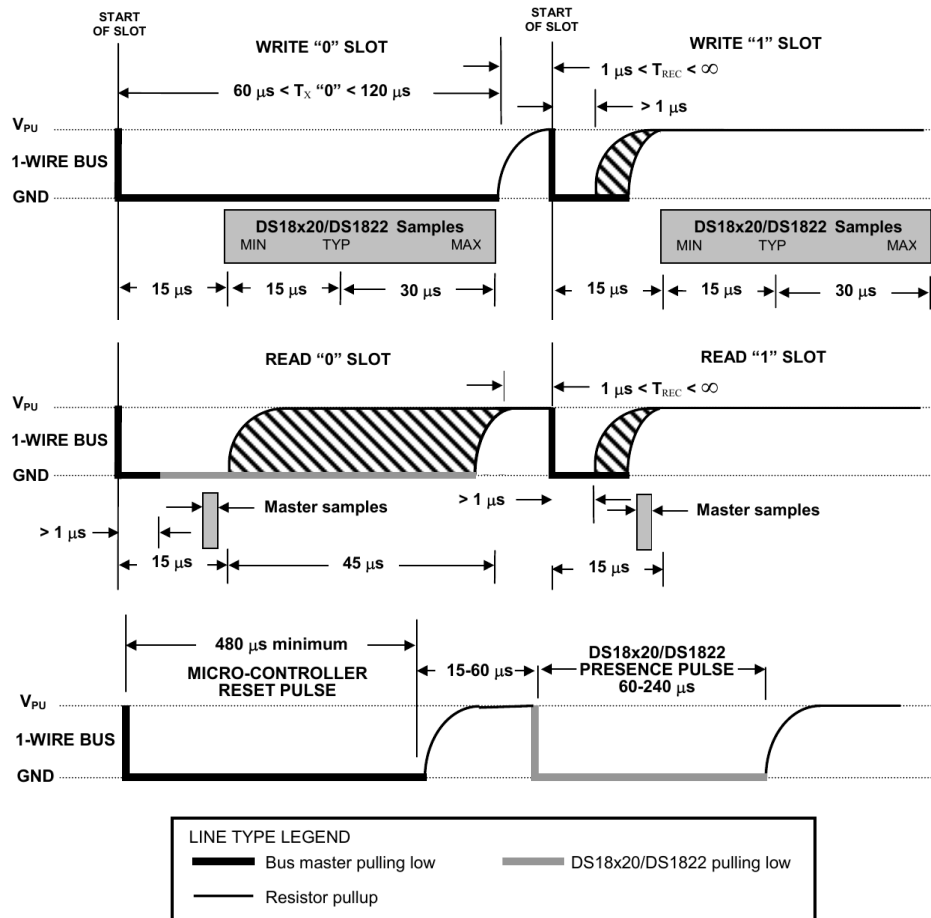 START
OF SLOT
START
OF SLOT
WRITE “0” SLOT
WRITE “1” SLOT
1 μs < TREC < ∞
60 μs < TX “0” < 120 μs
> 1 μs
VPU
1-WIRE BUS
GND
DS18x20/DS1822 Samples
MIN TYP MAX
DS18x20/DS1822 Samples
MIN TYP MAX
15 μs 15 μs 30 μs
15 μs 15 μs 30 μs
READ “0” SLOT
READ “1” SLOT
1 μs < TREC < ∞
VPU
1-WIRE BUS
GND
> 1 μs
Master samples
Master samples
> 1 μs
15 μs 45 μs
15 μs
480 μs minimum
MICRO-CONTROLLER
RESET PULSE
15-60 μs
DS18x20/DS1822
PRESENCE PULSE
60-240 μs
VPU
1-WIRE BUS
GND
LINE TYPE LEGEND
Bus master pulling low
DS18x20/DS1822 pulling low
Resistor pullup